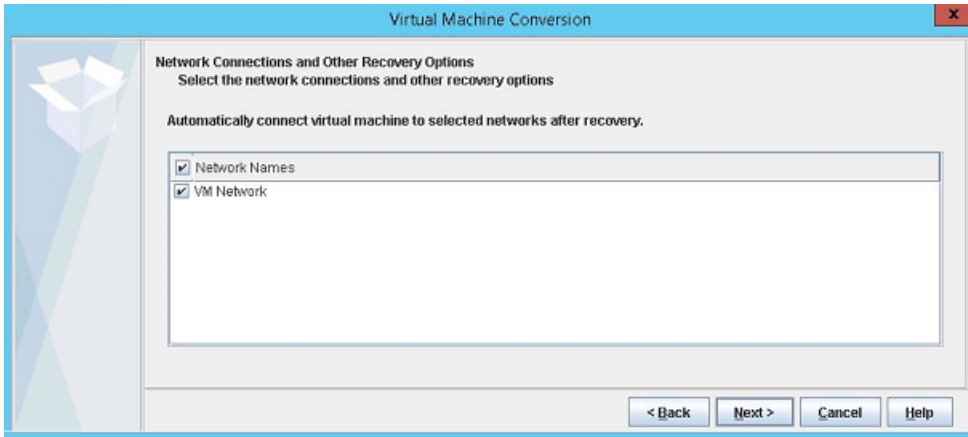 Virtual Machine Conversion
x
Network Connections and Other Recovery Options
Select the network connections and other recovery options
Automatically connect virtual machine to selected networks after recovery.
Network Names
VM Network
< Back Next > Cancel Help